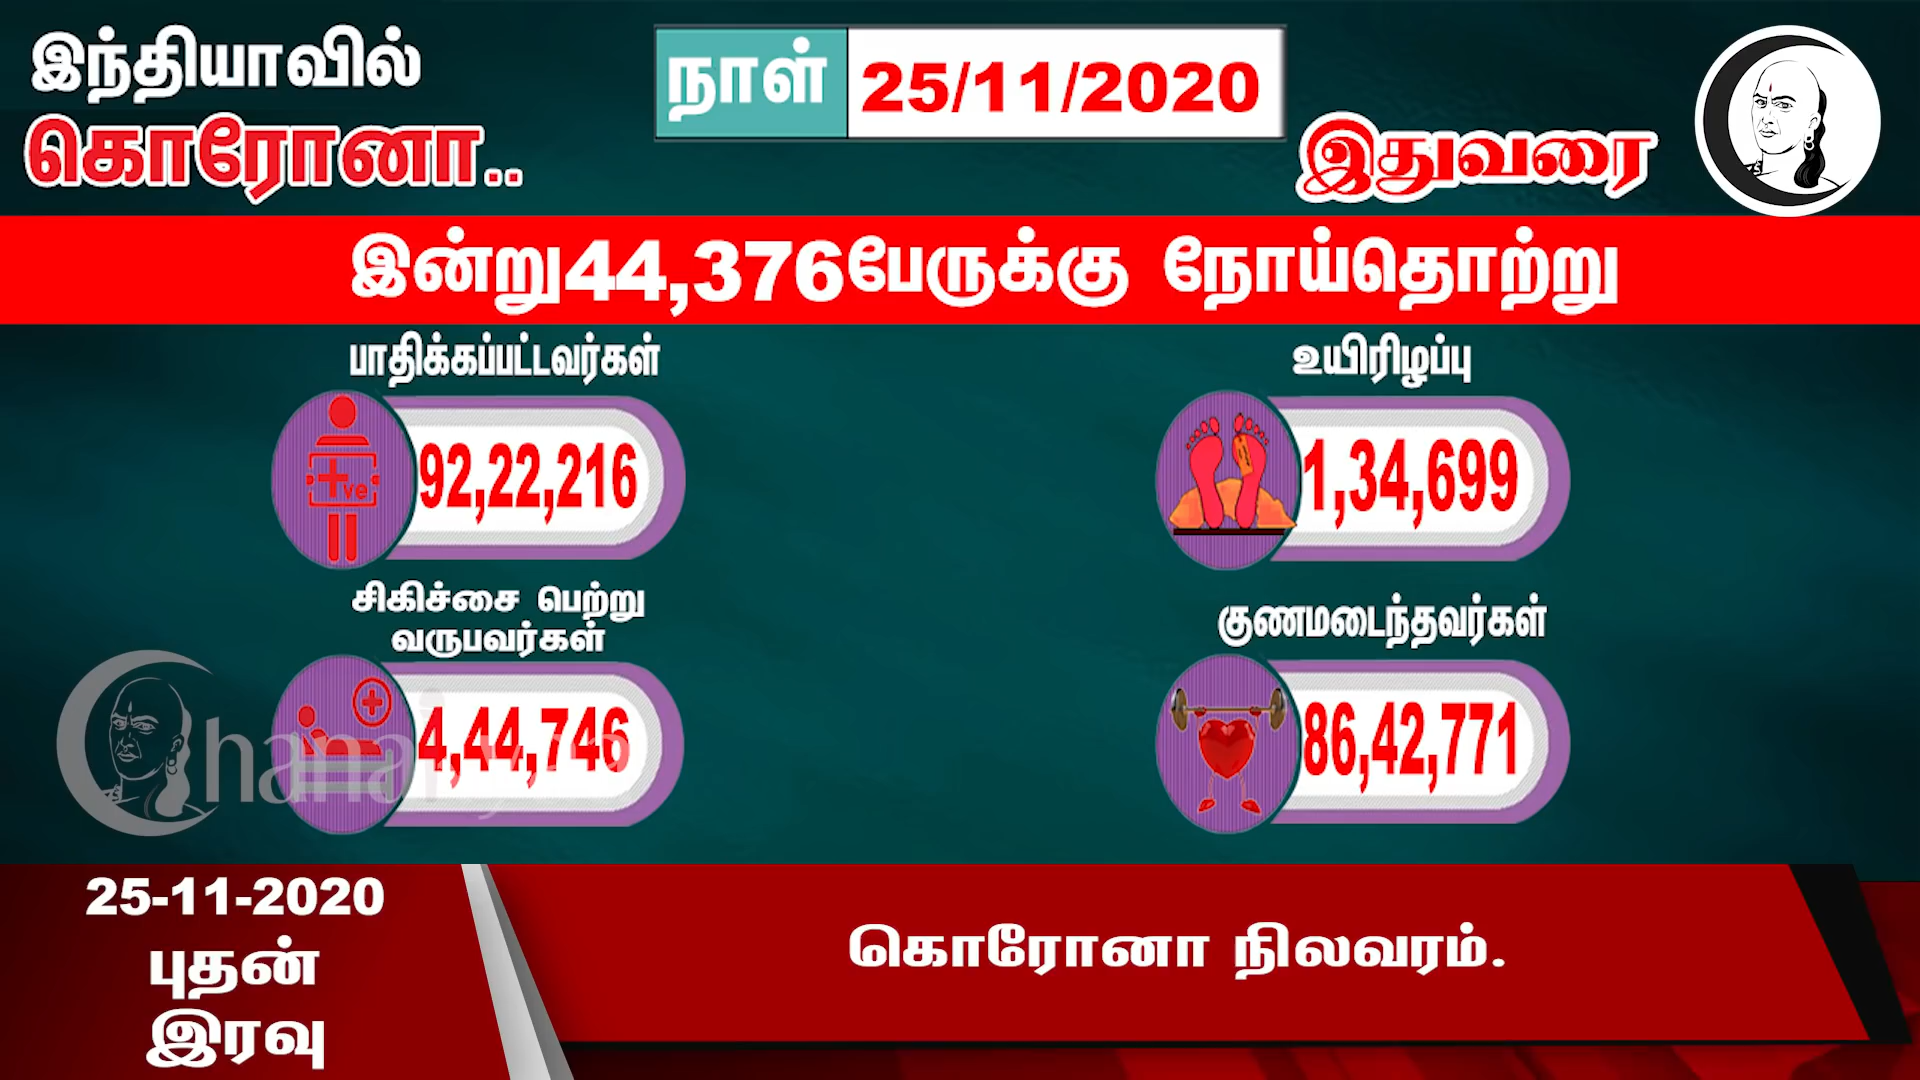 இந்தியாவில்
கொரோனா..
நாள் 25/11/2020
இதுவரை
இன்று44,376பேருக்கு நோய்தொற்று
பாதிக்கப்பட்டவர்கள்
+ve
92,22,216
உயிரிழப்பு
1,34,699
சிகிச்சை பெற்று
வருபவர்கள்
4,44,746
குணமடைந்தவர்கள்
86,42,771
Chanakyaa
25-11-2020
புதன்
இரவு
கொரோனா நிலவரம்.